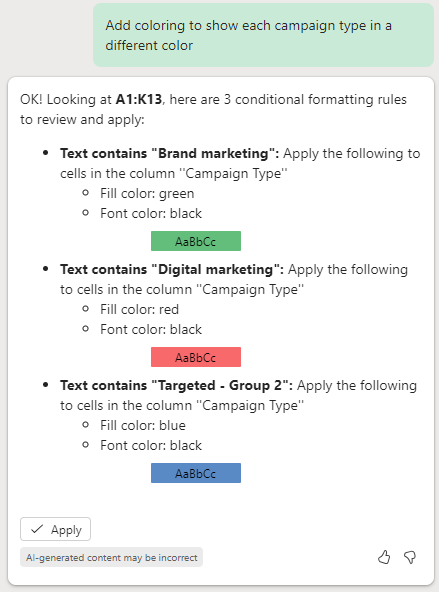 Add coloring to show each campaign type in a
different color
OK! Looking at A1:K13, here are 3 conditional formatting rules
to review and apply:
Text contains "Brand marketing": Apply the following to
cells in the column ''Campaign Type''
Fill color: green
Font color: black
AaBbCc
Text contains "Digital marketing": Apply the following
to cells in the column ''Campaign Type''
Fill color: red
Font color: black
AaBbCc
Text contains "Targeted - Group 2": Apply the following
to cells in the column ''Campaign Type''
Fill color: blue
Font color: black
AaBbCc
Apply
AI-generated content may be incorrect